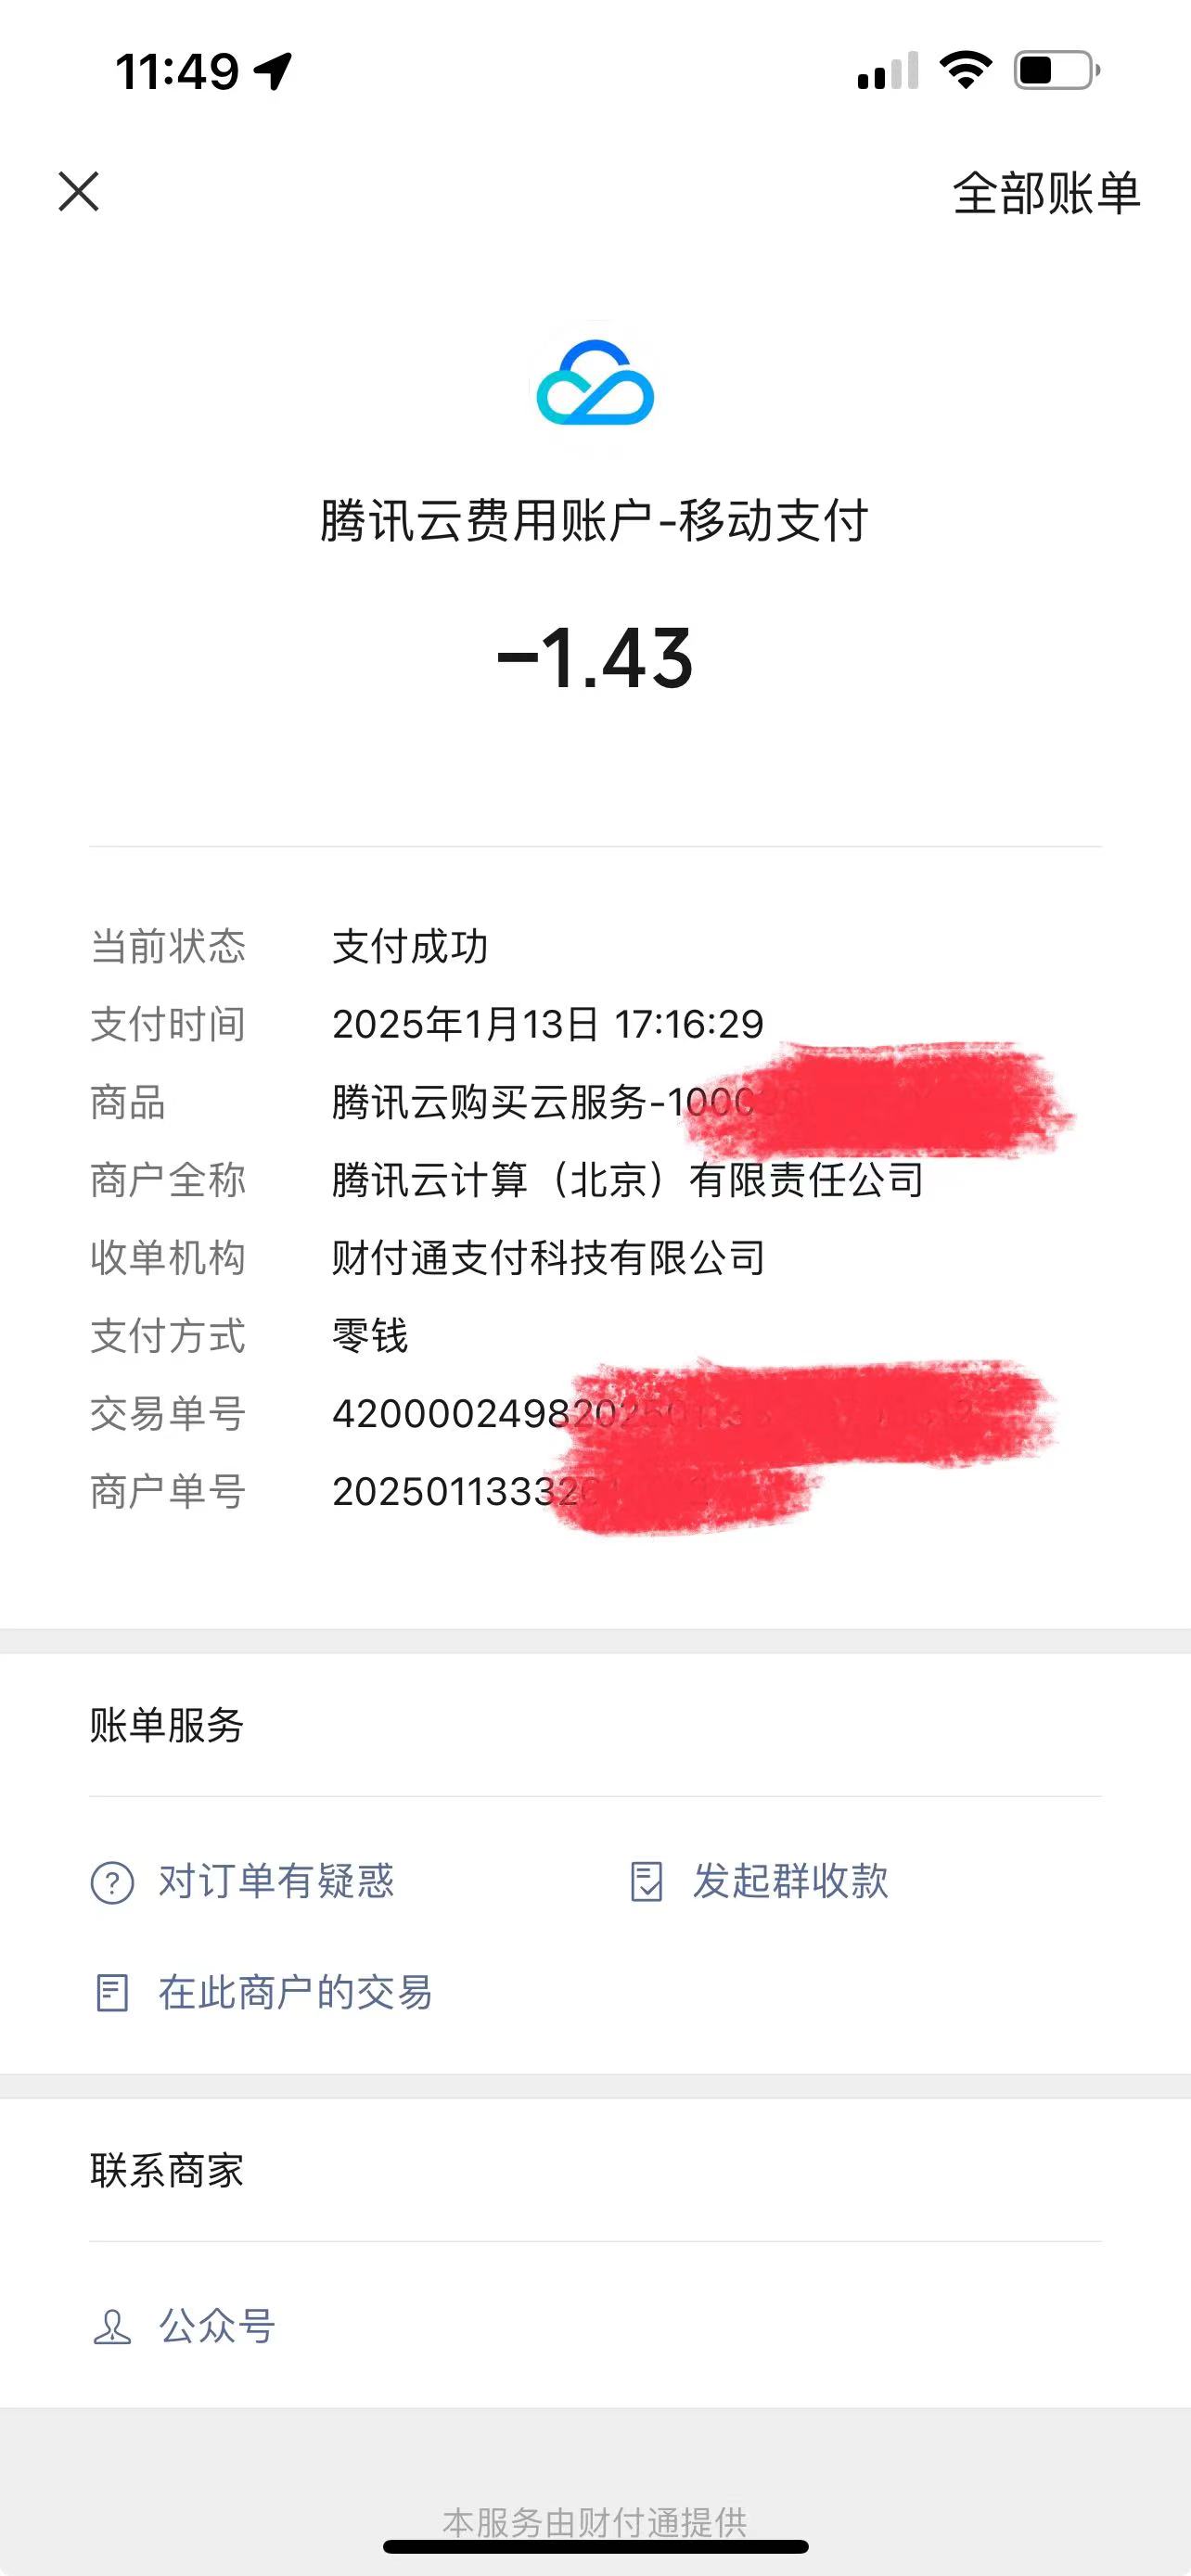 11:49
全部账单
腾讯云费用账户-移动支付
-1.43
当前状态 支付成功
支付时间 2025年1月13日 17:16:29
商品 腾讯云购买云服务-1000
商户全称 腾讯云计算（北京）有限责任公司
收单机构 财付通支付科技有限公司
支付方式 零钱
交易单号 4200002498202501
商户单号 202501133320
账单服务
对订单有疑惑
发起群收款
在此商户的交易
联系商家
公众号
本服务由财付通提供